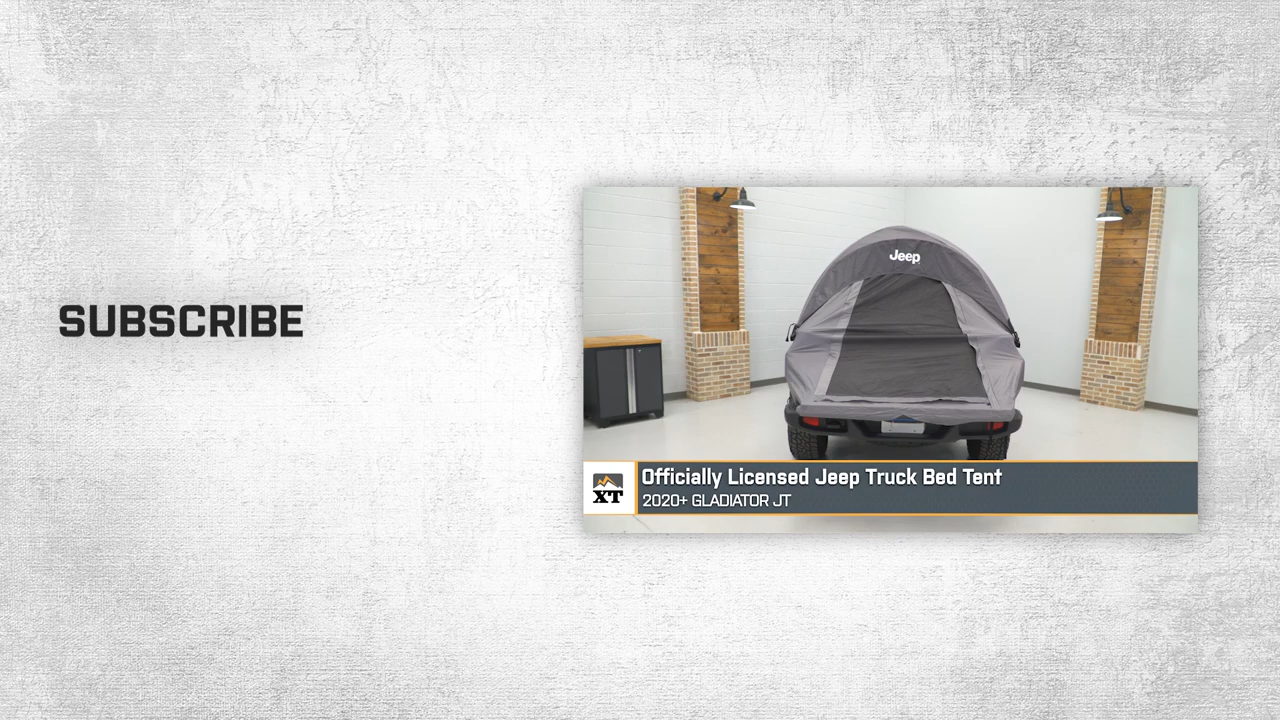 SUBSCRIBE
Jeep
XT
Officially Licensed Jeep Truck Bed Tent
2020+ GLADIATOR JT